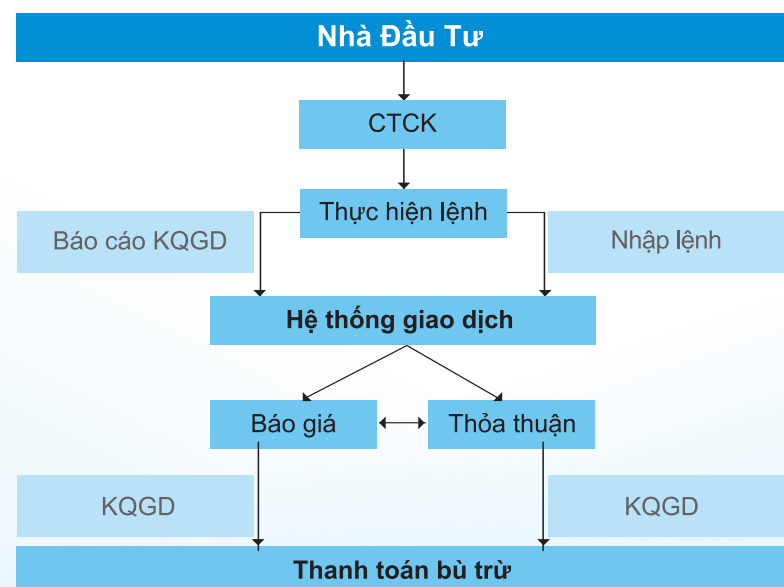 Nhà Đầu Tư
CTCK
Thực hiện lệnh
Báo cáo KQGD
Nhập lệnh
Hệ thống giao dịch
Báo giá
Thỏa thuận
KQGD
KQGD
Thanh toán bù trừ